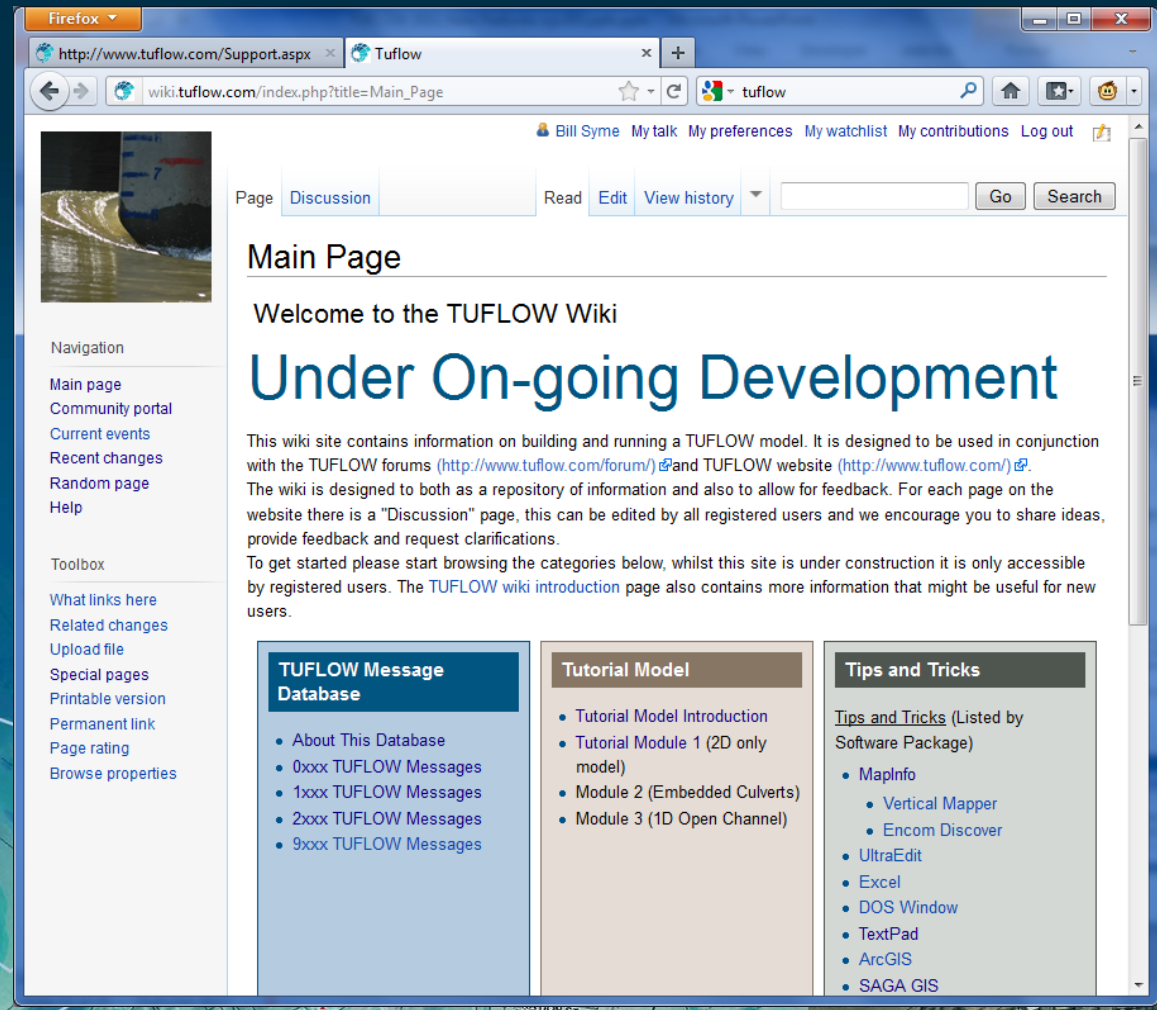 Firefox
http://www.tuflow.com/Support.aspx × Tuflow × +
wiki.tuflow.com/index.php?title=Main_Page tuflow
Bill Syme My talk My preferences My watchlist My contributions Log out
7
Page Discussion Read Edit View history Go Search
Main Page
Welcome to the TUFLOW Wiki
Under On-going Development
This wiki site contains information on building and running a TUFLOW model. It is designed to be used in conjunction
with the TUFLOW forums (http://www.tuflow.com/forum/) and TUFLOW website (http://www.tuflow.com/) .
The wiki is designed to both as a repository of information and also to allow for feedback. For each page on the
website there is a "Discussion" page, this can be edited by all registered users and we encourage you to share ideas,
provide feedback and request clarifications.
To get started please start browsing the categories below, whilst this site is under construction it is only accessible
by registered users. The TUFLOW wiki introduction page also contains more information that might be useful for new
users.
Navigation
Main page
Community portal
Current events
Recent changes
Random page
Help
Toolbox
What links here
Related changes
Upload file
Special pages
Printable version
Permanent link
Page rating
Browse properties
TUFLOW Message
Database
• About This Database
• 0xxx TUFLOW Messages
• 1xxx TUFLOW Messages
• 2xxx TUFLOW Messages
• 9xxx TUFLOW Messages
Tutorial Model
• Tutorial Model Introduction
• Tutorial Module 1 (2D only
model)
• Module 2 (Embedded Culverts)
• Module 3 (1D Open Channel)
Tips and Tricks
Tips and Tricks (Listed by
Software Package)
• MapInfo
• Vertical Mapper
• Encom Discover
• UltraEdit
• Excel
• DOS Window
• TextPad
• ArcGIS
• SAGA GIS